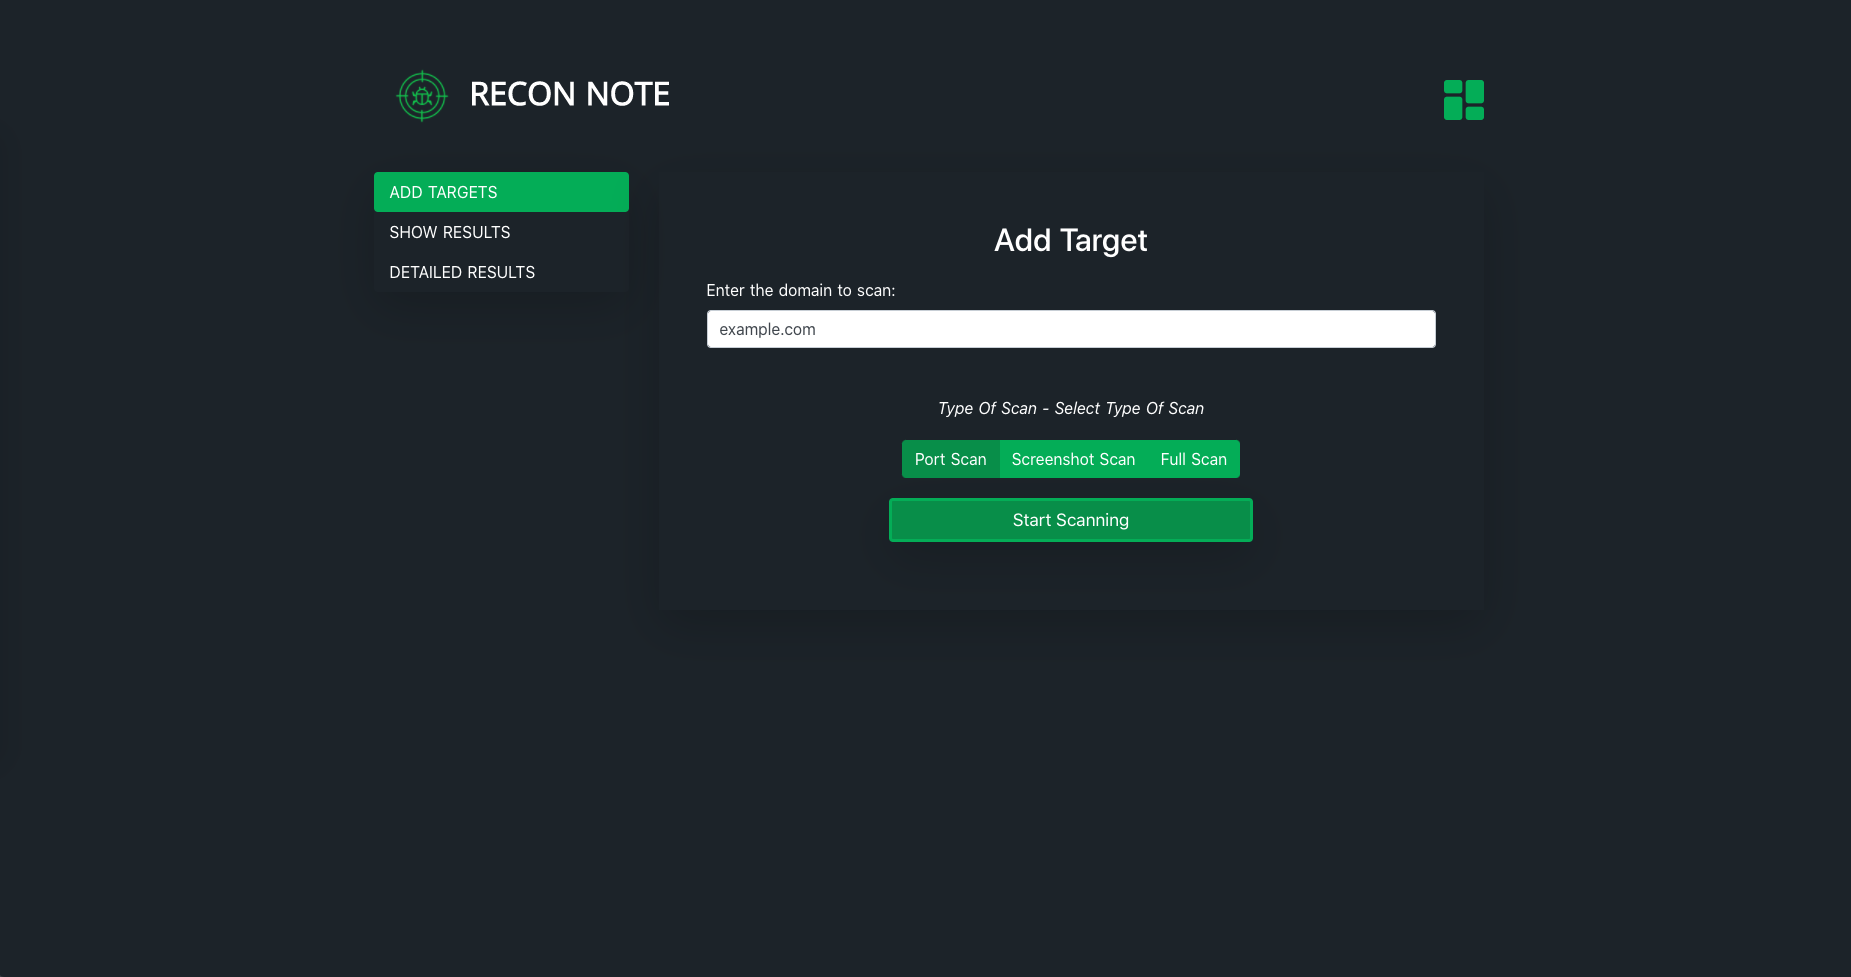 RECON NOTE
ADD TARGETS
SHOW RESULTS
DETAILED RESULTS
Add Target
Enter the domain to scan:
example.com
Type Of Scan - Select Type Of Scan
Port Scan Screenshot Scan Full Scan
Start Scanning